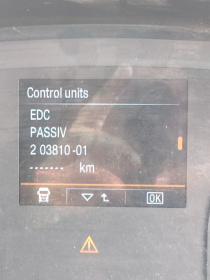 Control units
EDC
PASSIV
2 03810-01
------- km
OK